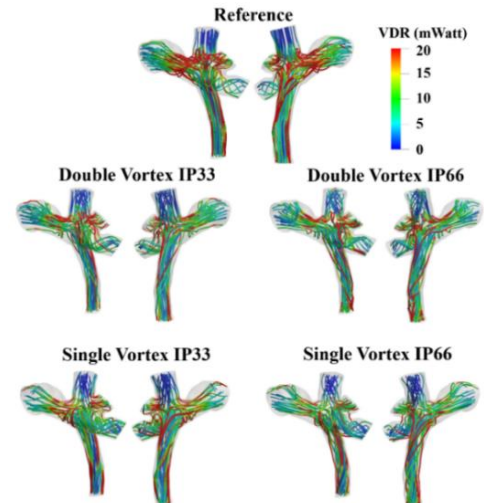 Reference
VDR (mWatt)
20
15
10
5
0
Double Vortex IP33
Double Vortex IP66
Single Vortex IP33
Single Vortex IP66